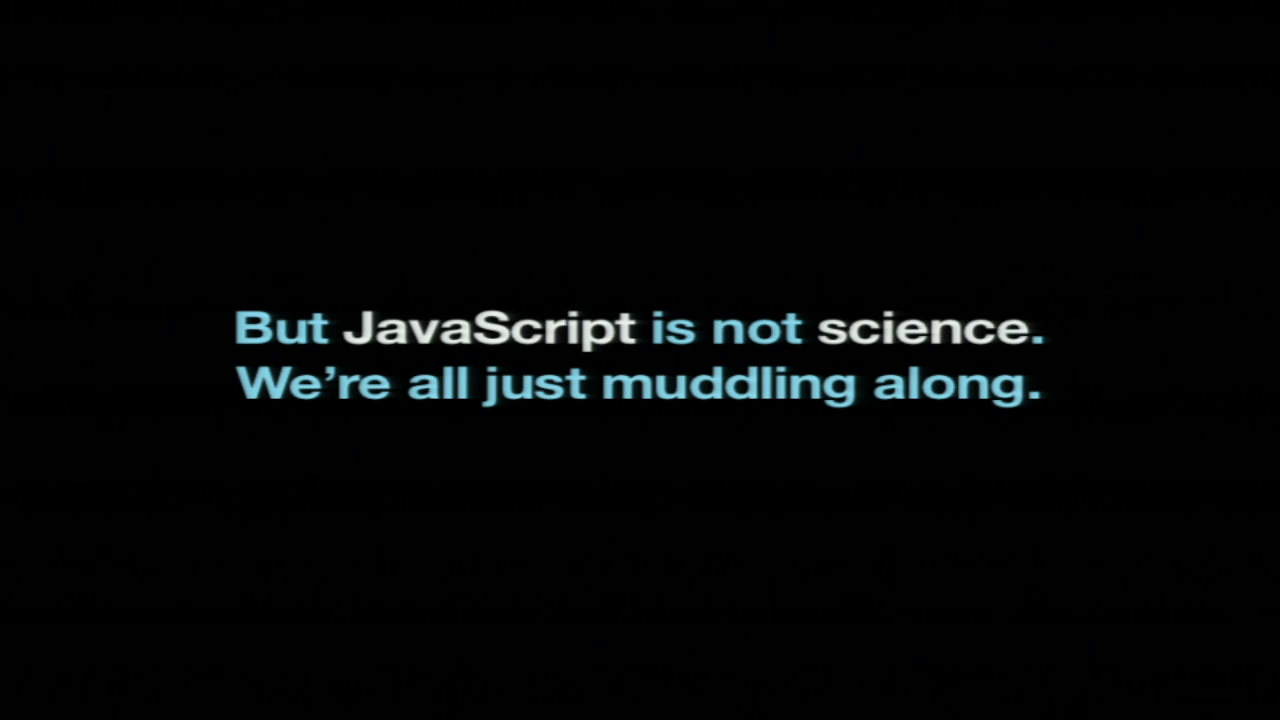 But JavaScript is not science.
We’re all just muddling along.